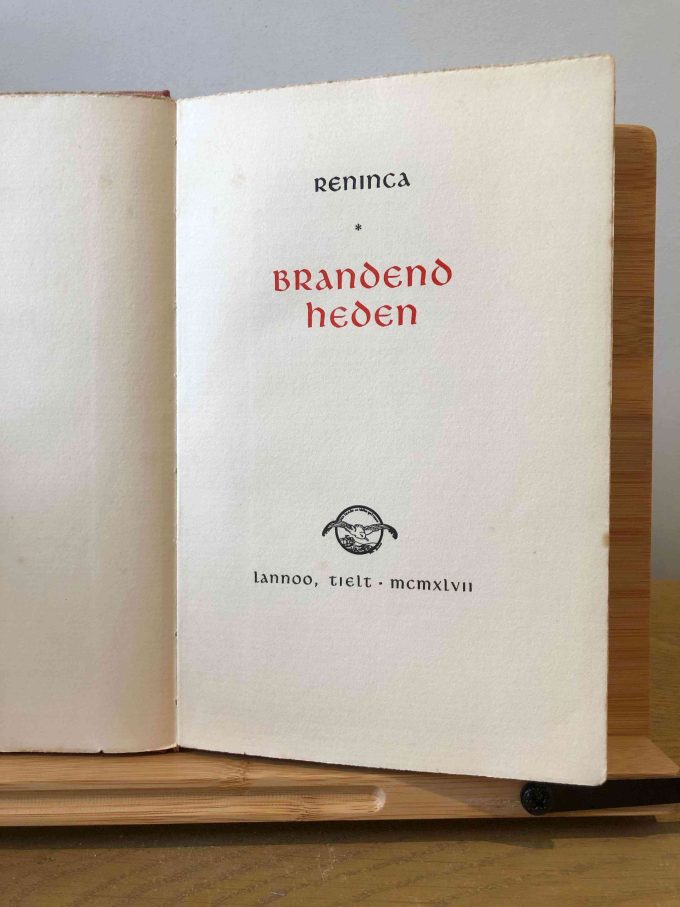 RENINCA
*
BRANDEND
HEDEN
LANNOO, TIELT · MCMXLVII